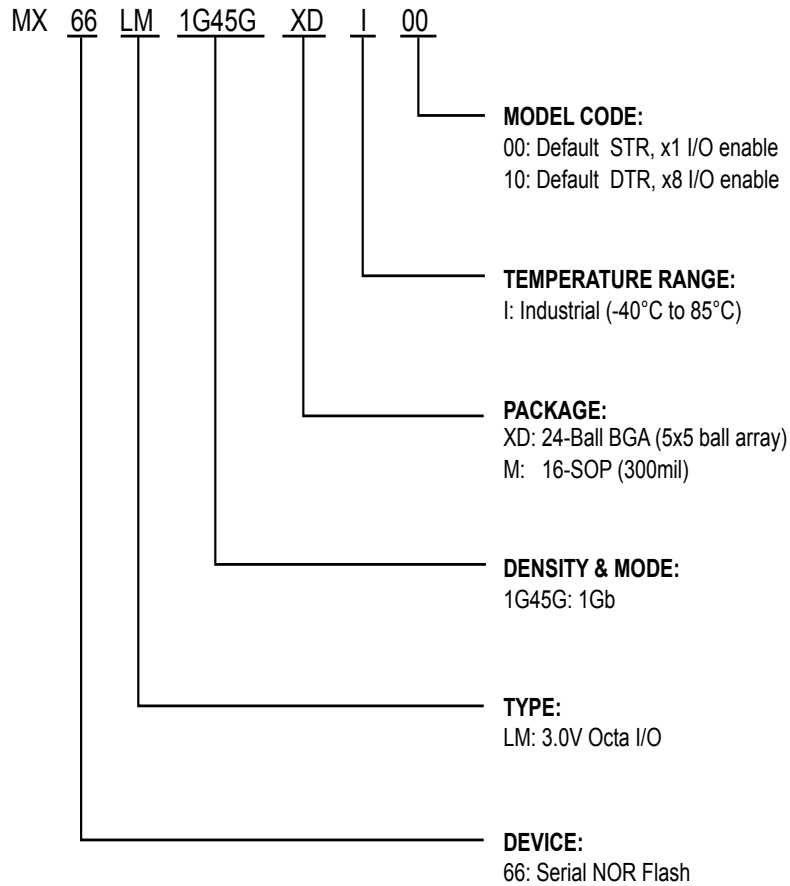 MX 66 LM 1G45G XD I 00
MODEL CODE:
00: Default STR, x1 I/O enable
10: Default DTR, x8 I/O enable
TEMPERATURE RANGE:
I: Industrial (-40°C to 85°C)
PACKAGE:
XD: 24-Ball BGA (5x5 ball array)
M: 16-SOP (300mil)
DENSITY & MODE:
1G45G: 1Gb
TYPE:
LM: 3.0V Octa I/O
DEVICE:
66: Serial NOR Flash